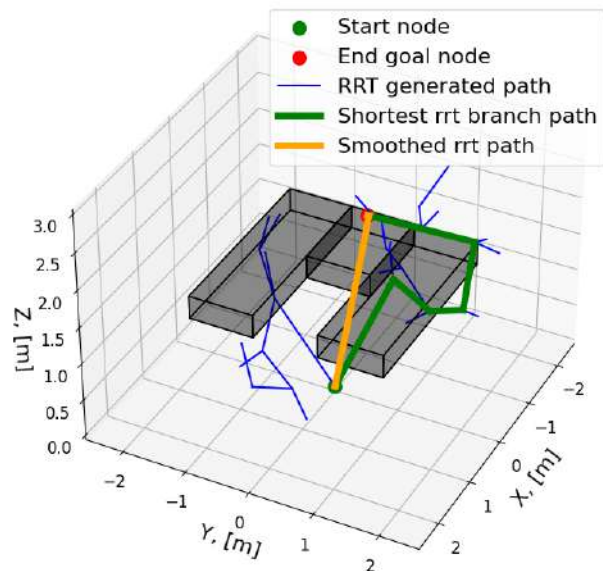 Start node
End goal node
RRT generated path
Shortest rrt branch path
Smoothed rrt path
3.0
2.5
2.0
1.5
1.0
0.5
0.0
Z, [m]
−2
−1
0
1
2
Y, [m]
−2
−1
0
1
2
X, [m]